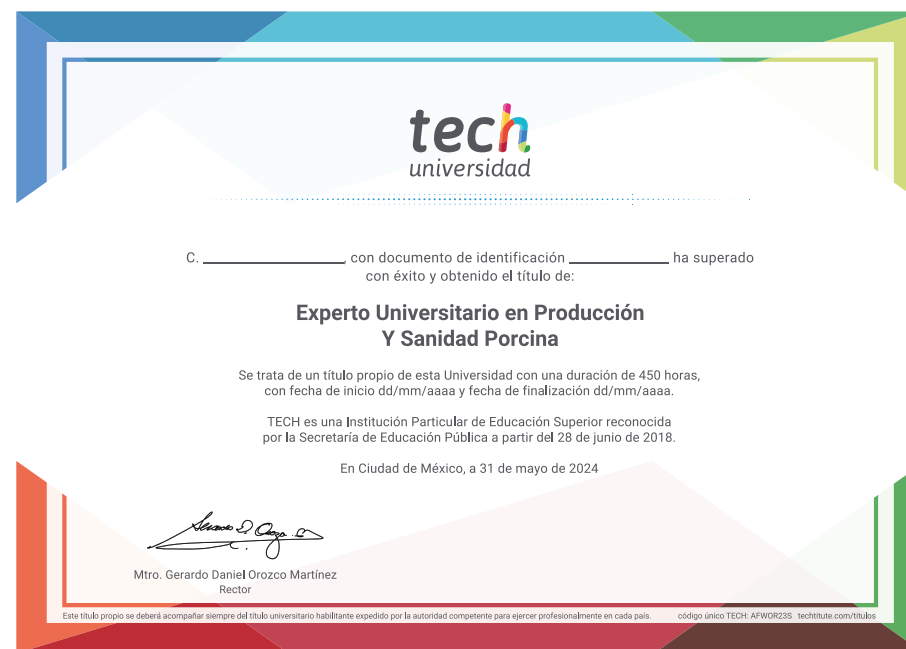 tech
universidad
C. ____________________, con documento de identificación ______________ ha superado
con éxito y obtenido el título de:
Experto Universitario en Producción
Y Sanidad Porcina
Se trata de un título propio de esta Universidad con una duración de 450 horas,
con fecha de inicio dd/mm/aaaa y fecha de finalización dd/mm/aaaa.
TECH es una Institución Particular de Educación Superior reconocida
por la Secretaría de Educación Pública a partir del 28 de junio de 2018.
En Ciudad de México, a 31 de mayo de 2024
Mtro. Gerardo Daniel Orozco Martínez
Rector
Este título propio se deberá acompañar siempre del título universitario habilitante expedido por la autoridad competente para ejercer profesionalmente en cada país. código único TECH: AFWOR23S techtitute.com/titulos